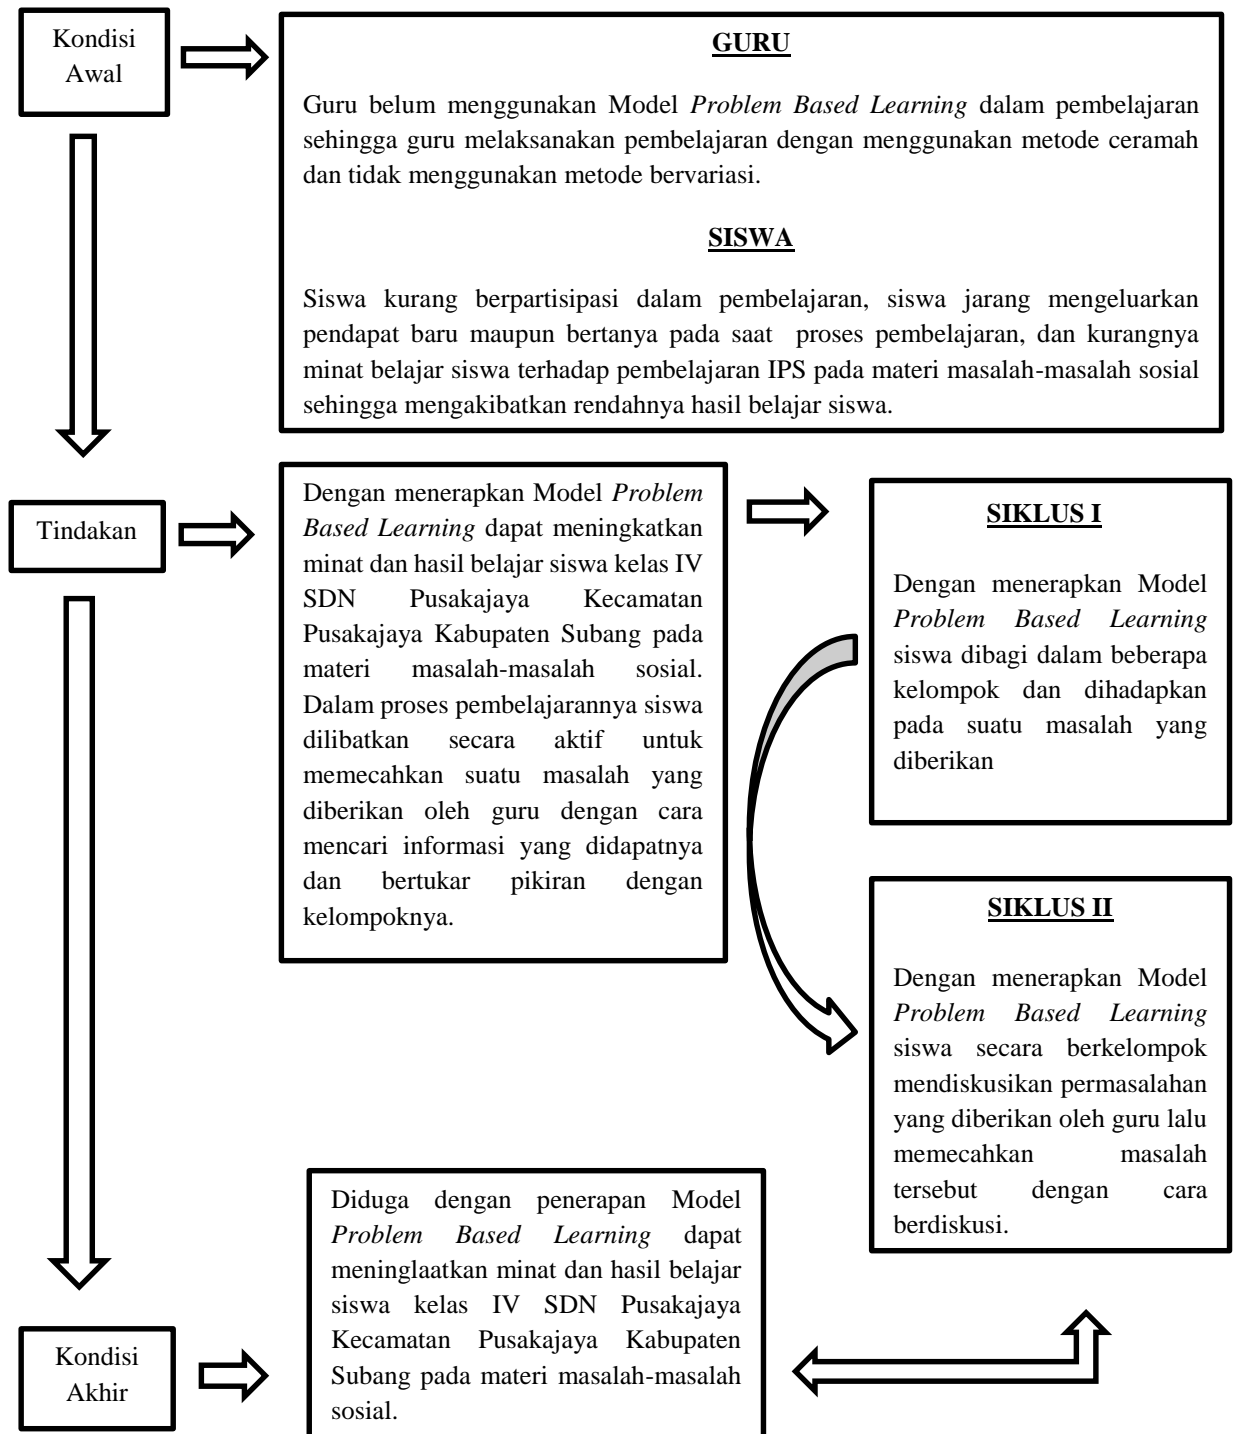 Kondisi
Awal
GURU
Guru belum menggunakan Model Problem Based Learning dalam pembelajaran
sehingga guru melaksanakan pembelajaran dengan menggunakan metode ceramah
dan tidak menggunakan metode bervariasi.
SISWA
Siswa kurang berpartisipasi dalam pembelajaran, siswa jarang mengeluarkan
pendapat baru maupun bertanya pada saat proses pembelajaran, dan kurangnya
minat belajar siswa terhadap pembelajaran IPS pada materi masalah-masalah sosial
sehingga mengakibatkan rendahnya hasil belajar siswa.
Tindakan
Dengan menerapkan Model Problem
Based Learning dapat meningkatkan
minat dan hasil belajar siswa kelas IV
SDN Pusakajaya Kecamatan
Pusakajaya Kabupaten Subang pada
materi masalah-masalah sosial.
Dalam proses pembelajarannya siswa
dilibatkan secara aktif untuk
memecahkan suatu masalah yang
diberikan oleh guru dengan cara
mencari informasi yang didapatnya
dan bertukar pikiran dengan
kelompoknya.
SIKLUS I
Dengan menerapkan Model
Problem Based Learning
siswa dibagi dalam beberapa
kelompok dan dihadapkan
pada suatu masalah yang
diberikan
SIKLUS II
Dengan menerapkan Model
Problem Based Learning
siswa secara berkelompok
mendiskusikan permasalahan
yang diberikan oleh guru lalu
memecahkan masalah
tersebut dengan cara
berdiskusi.
Kondisi
Akhir
Diduga dengan penerapan Model
Problem Based Learning dapat
meninglaatkan minat dan hasil belajar
siswa kelas IV SDN Pusakajaya
Kecamatan Pusakajaya Kabupaten
Subang pada materi masalah-masalah
sosial.